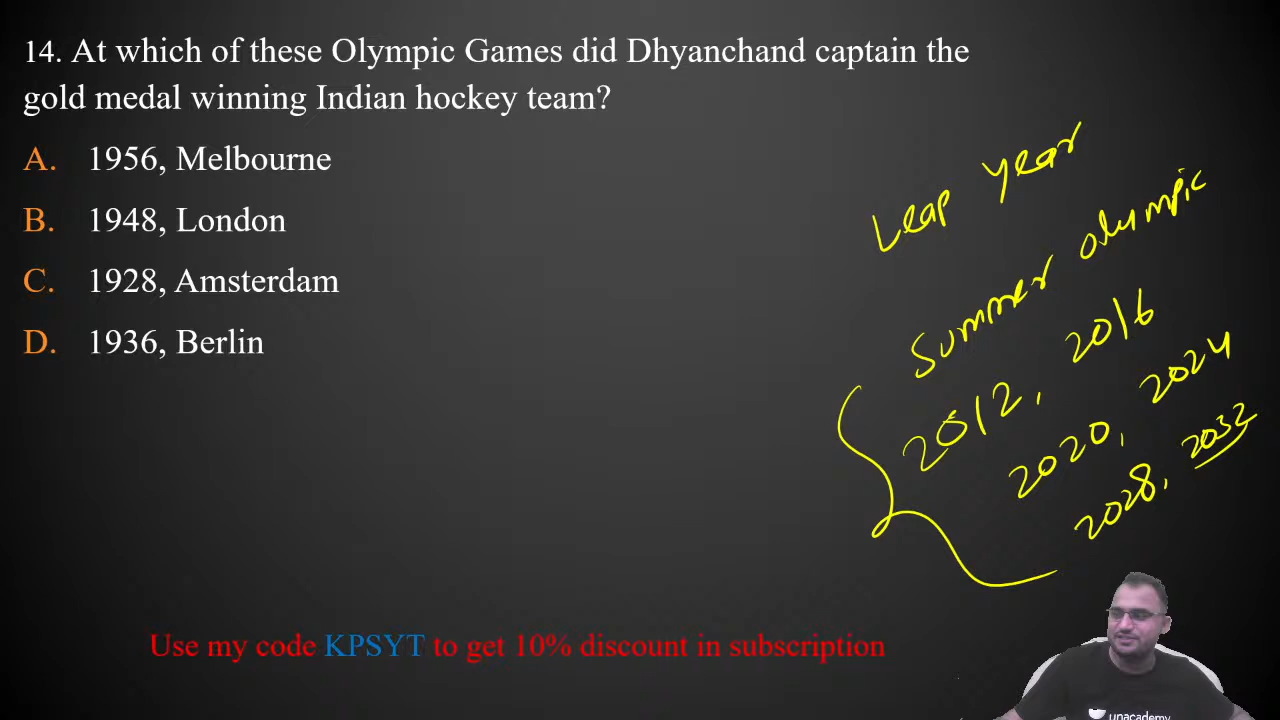 14. At which of these Olympic Games did Dhyanchand captain the
gold medal winning Indian hockey team?
A. 1956, Melbourne
B. 1948, London
C. 1928, Amsterdam
D. 1936, Berlin
Leap year
Summer olympic
2012, 2016
2020, 2024
2028, 2032
Use my code KPSYT to get 10% discount in subscription
unacademy